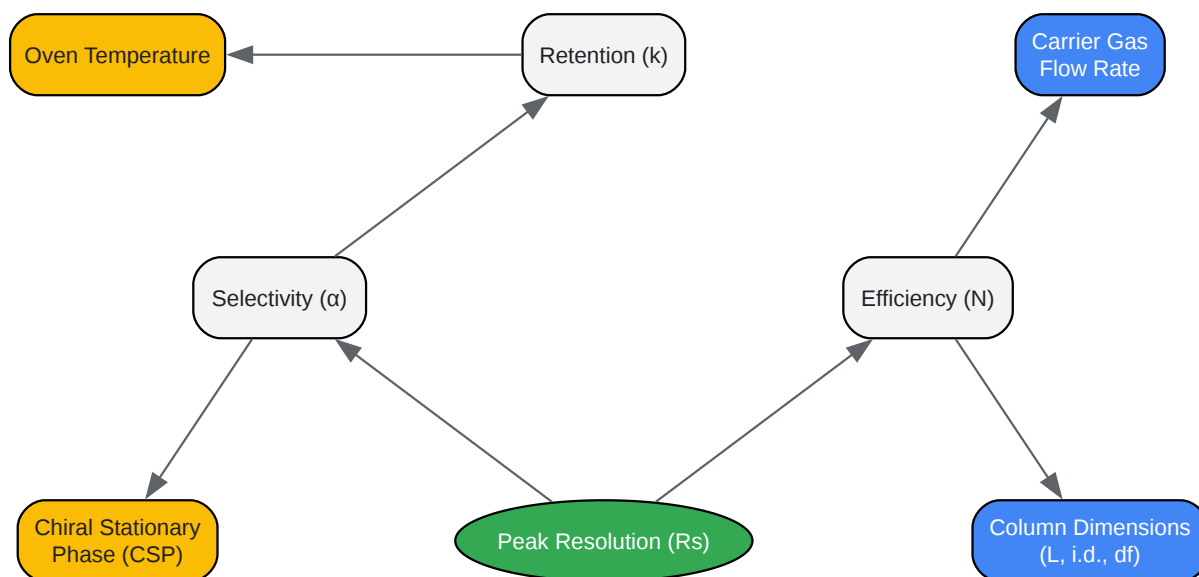 Oven Temperature
Retention (k)
Carrier Gas
Flow Rate
Selectivity (α)
Efficiency (N)
Chiral Stationary
Phase (CSP)
Peak Resolution (Rs)
Column Dimensions
(L, i.d., df)